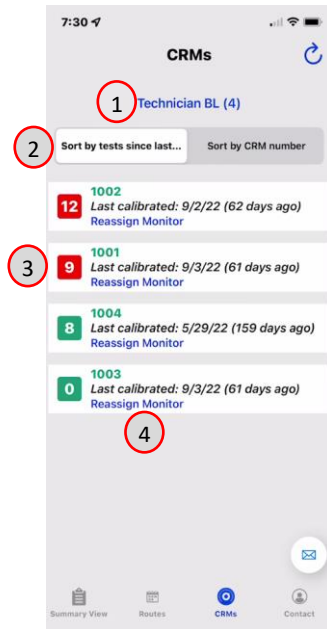 7:30
CRMs
1
Technician BL (4)
2
Sort by tests since last...
Sort by CRM number
1002
12
Last calibrated: 9/2/22 (62 days ago)
Reassign Monitor
3
1001
9
Last calibrated: 9/3/22 (61 days ago)
Reassign Monitor
1004
8
Last calibrated: 5/29/22 (159 days ago)
Reassign Monitor
1003
0
Last calibrated: 9/3/22 (61 days ago)
Reassign Monitor
4
Summary View
Routes
CRMs
Contact